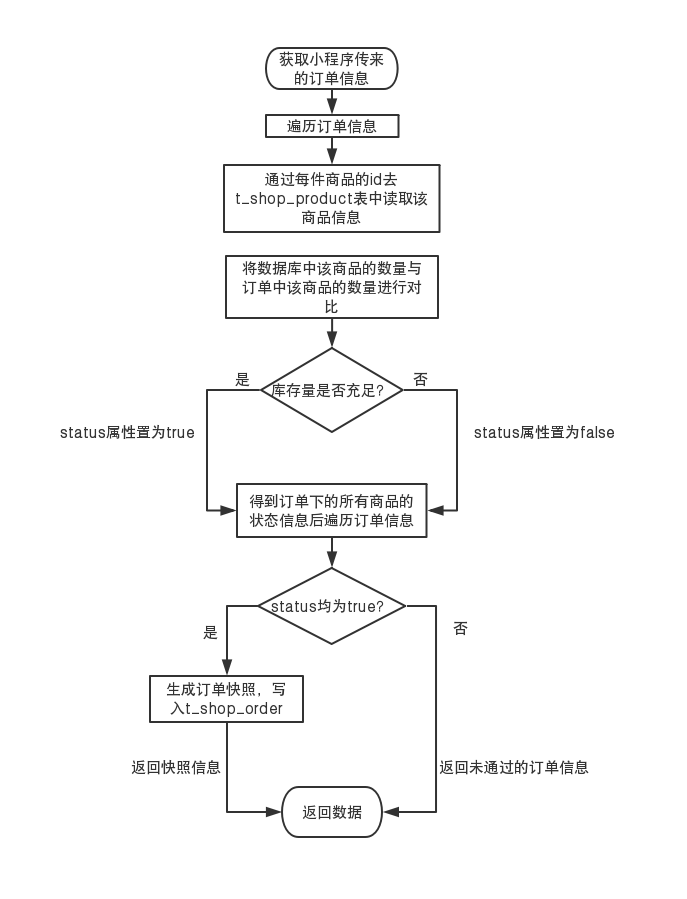 获取小程序传来
的订单信息
遍历订单信息
通过每件商品的id去
t_shop_product表中读取该
商品信息
将数据库中该商品的数量与
订单中该商品的数量进行对
比
是
库存量是否充足?
否
status属性置为true
status属性置为false
得到订单下的所有商品的
状态信息后遍历订单信息
status均为true?
是
否
生成订单快照，写
入t_shop_order
返回快照信息
返回未通过的订单信息
返回数据